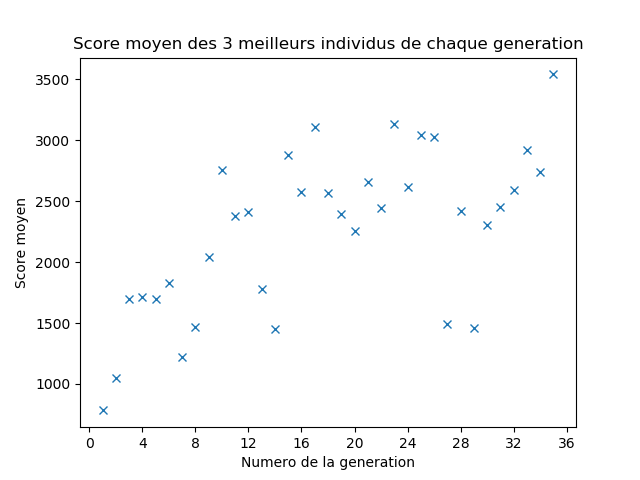 Score moyen des 3 meilleurs individus de chaque generation
3500
3000
2500
2000
1500
1000
Score moyen
0 4 8 12 16 20 24 28 32 36
Numero de la generation